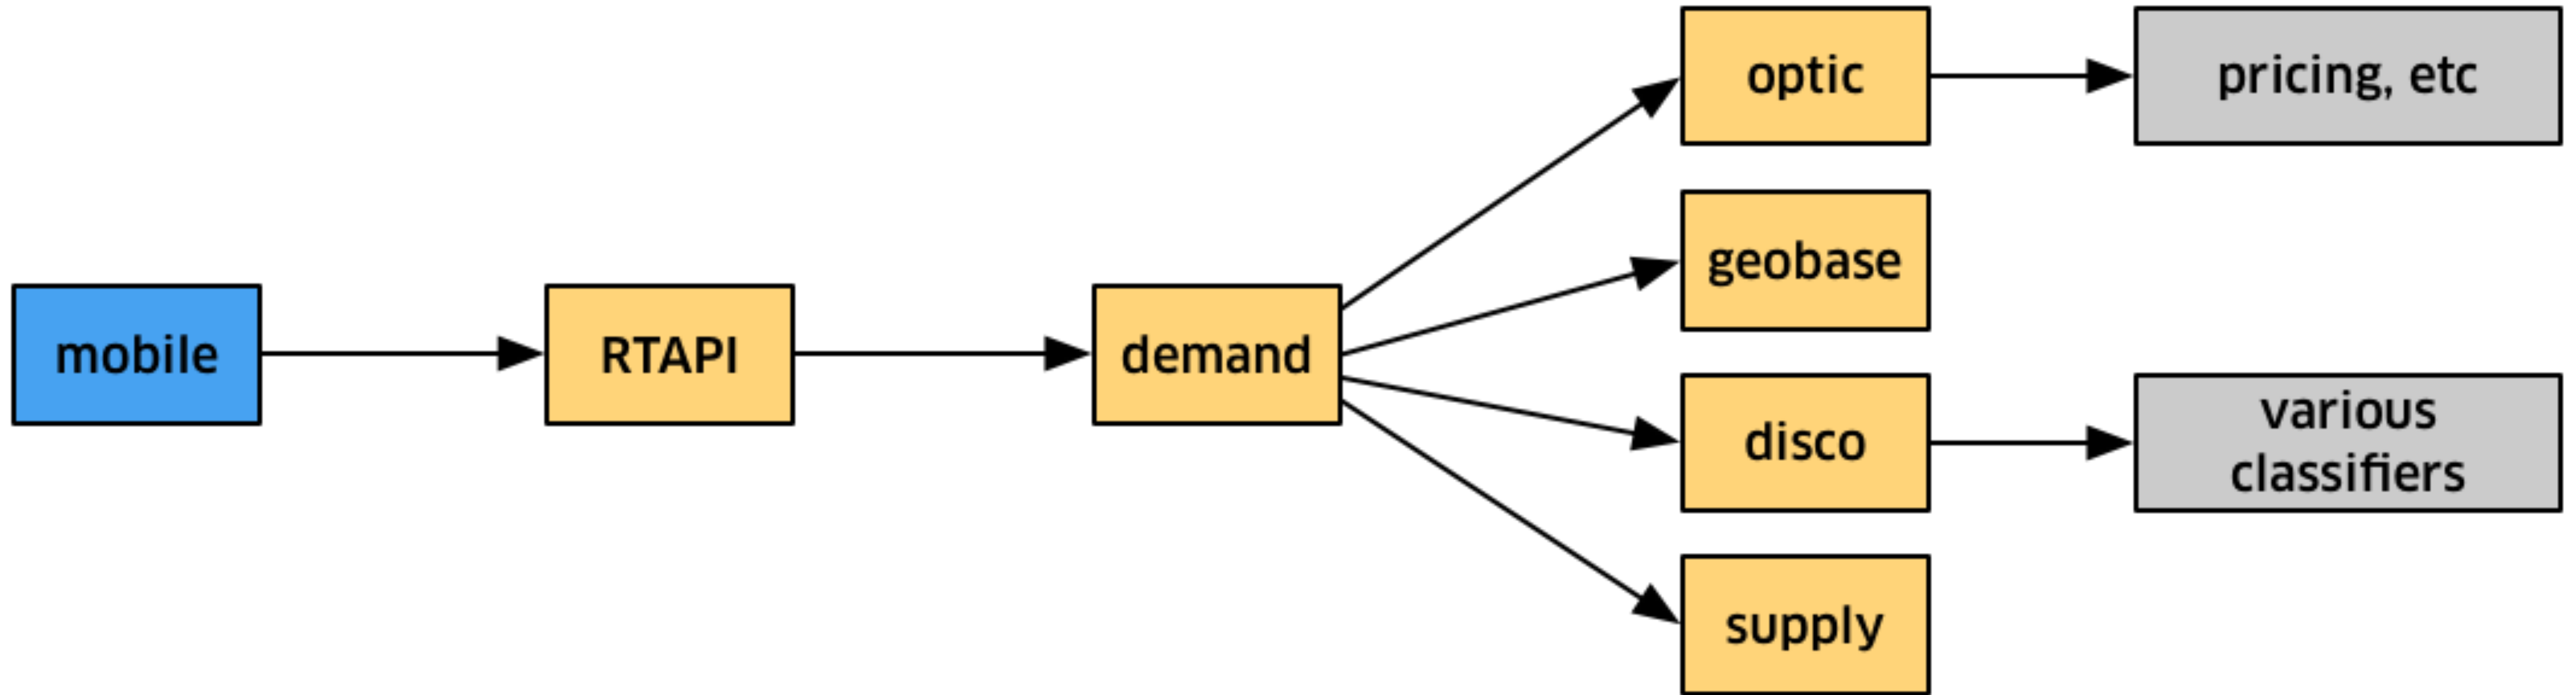 mobile
RTAPI
demand
optic
pricing, etc
geobase
disco
various
classifiers
supply